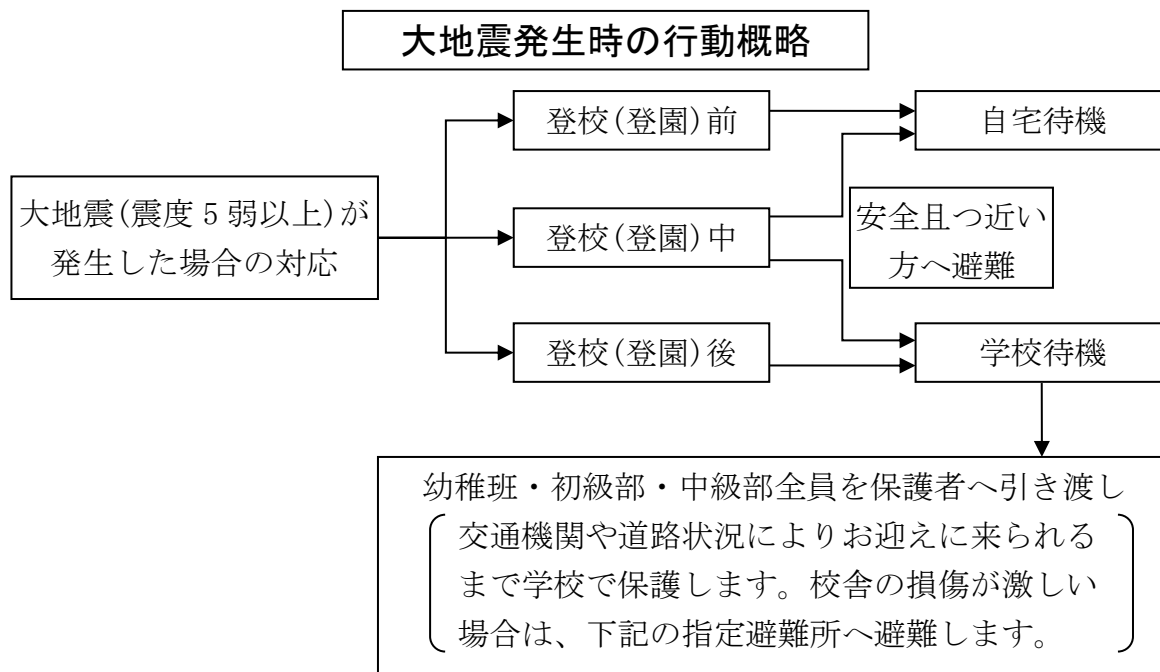 大地震発生時の行動概略
登校(登園)前
自宅待機
大地震(震度5弱以上)が
発生した場合の対応
登校(登園)中
安全且つ近い
方へ避難
登校(登園)後
学校待機
幼稚班・初級部・中級部全員を保護者へ引き渡し
交通機関や道路状況によりお迎えに来られる
まで学校で保護します。校舎の損傷が激しい
場合は、下記の指定避難所へ避難します。